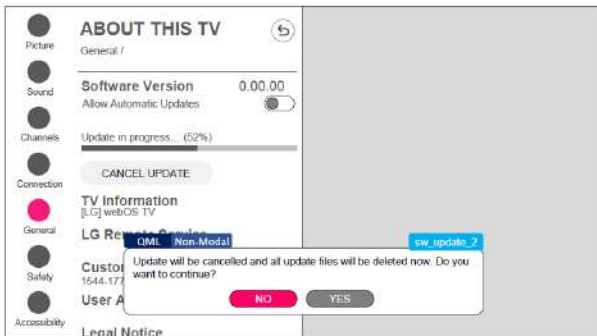 Picture
Sound
Channels
Connection
General
Safety
Accessibility
ABOUT THIS TV
General /
Software Version 0.00.00
Allow Automatic Updates
Update in progress... (52%)
CANCEL UPDATE
TV Information
[LG] webOS TV
LG Remote Service
QML Non-Modal sw_update_2
Update will be cancelled and all update files will be deleted now. Do you
want to continue?
NO YES
Custo
1544-177
User A
Legal Notice